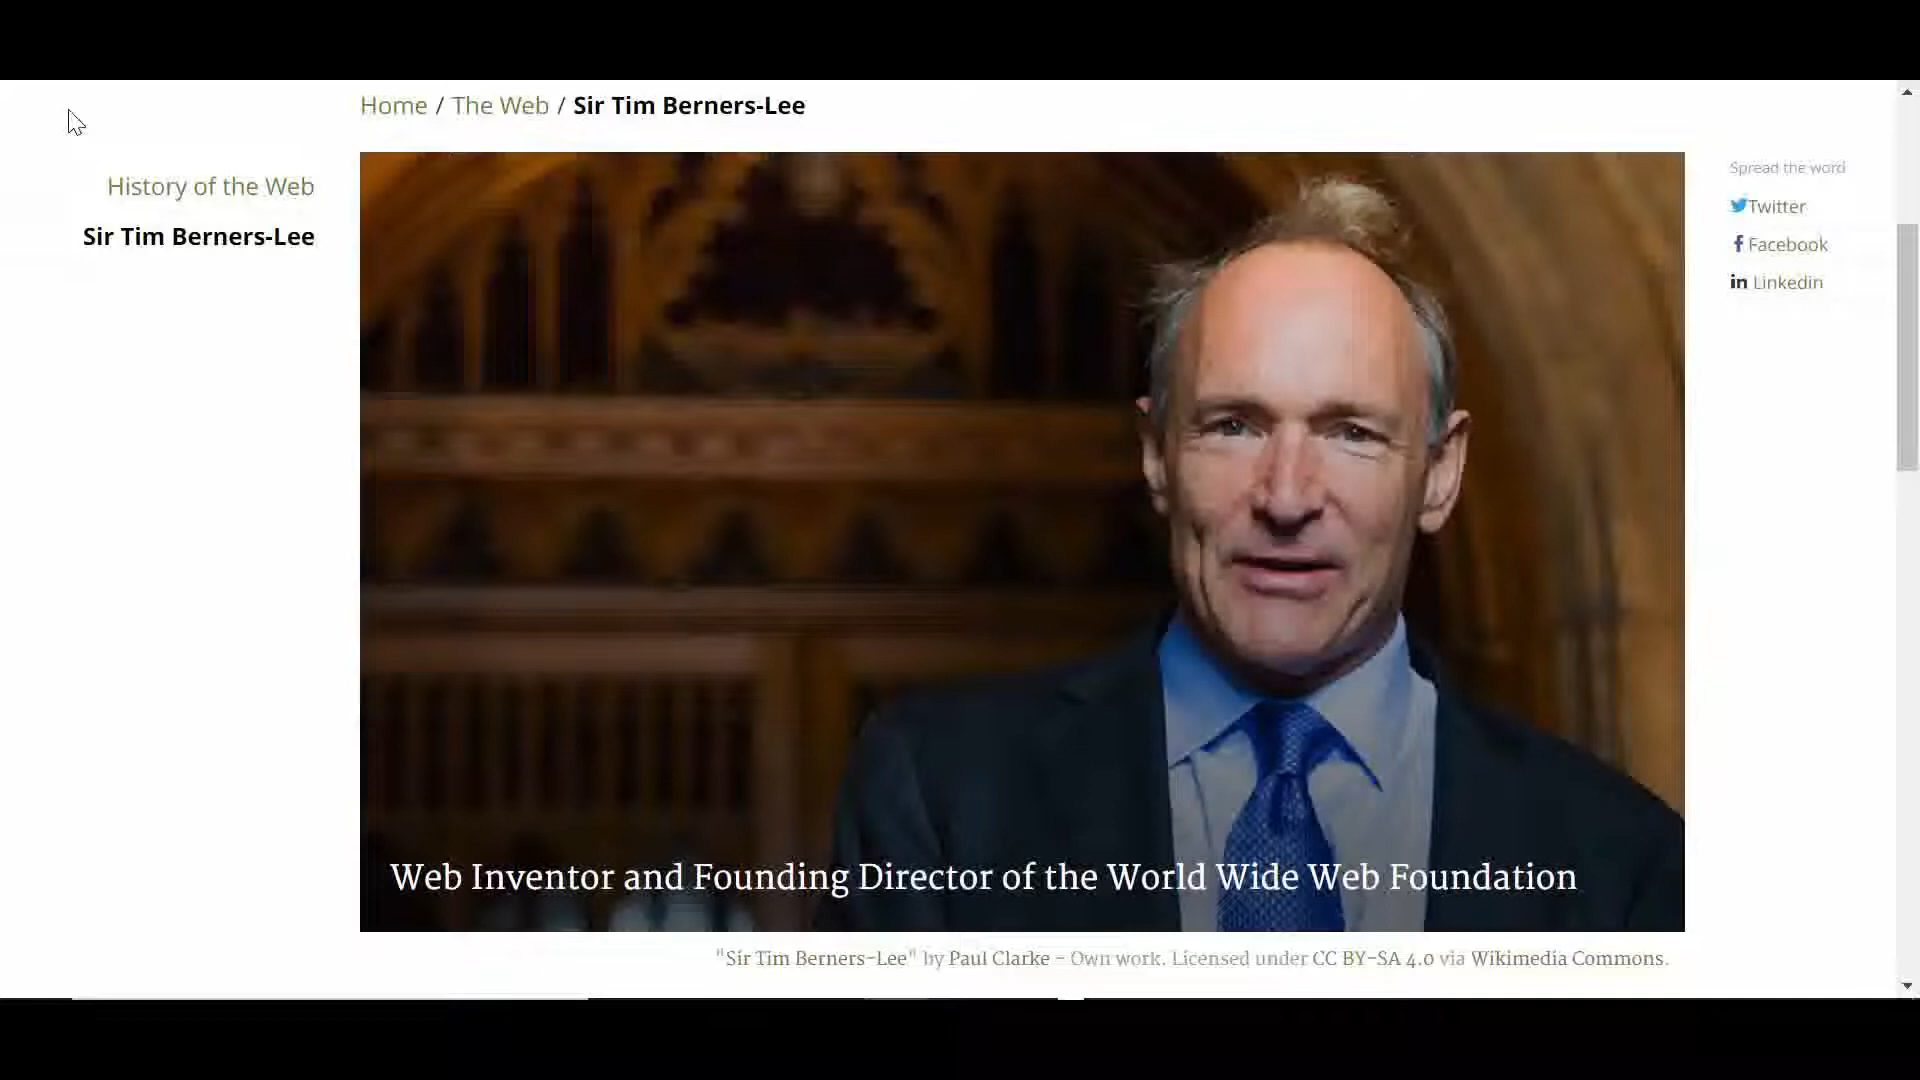 Home / The Web / Sir Tim Berners-Lee
History of the Web
Sir Tim Berners-Lee
Spread the word
Twitter
Facebook
in Linkedin
Web Inventor and Founding Director of the World Wide Web Foundation
"Sir Tim Berners-Lee" by Paul Clarke - Own work. Licensed under CC BY-SA 4.0 via Wikimedia Commons.